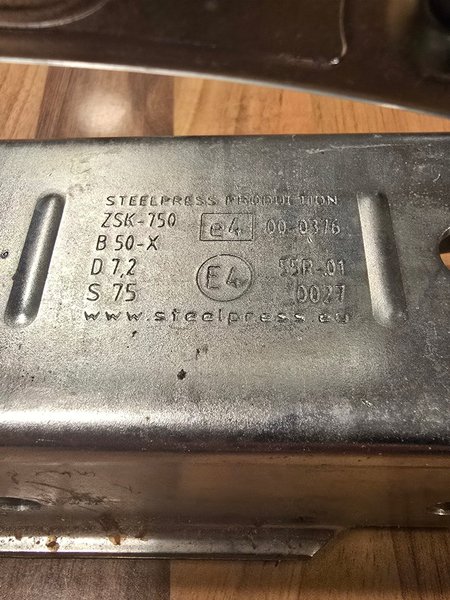 STEELPRESS PRODUCTION
ZSK-750 e4 00-0376
B 50-X
D 7,2 E4 55R-01
S 75 0027
www.steelpress.eu